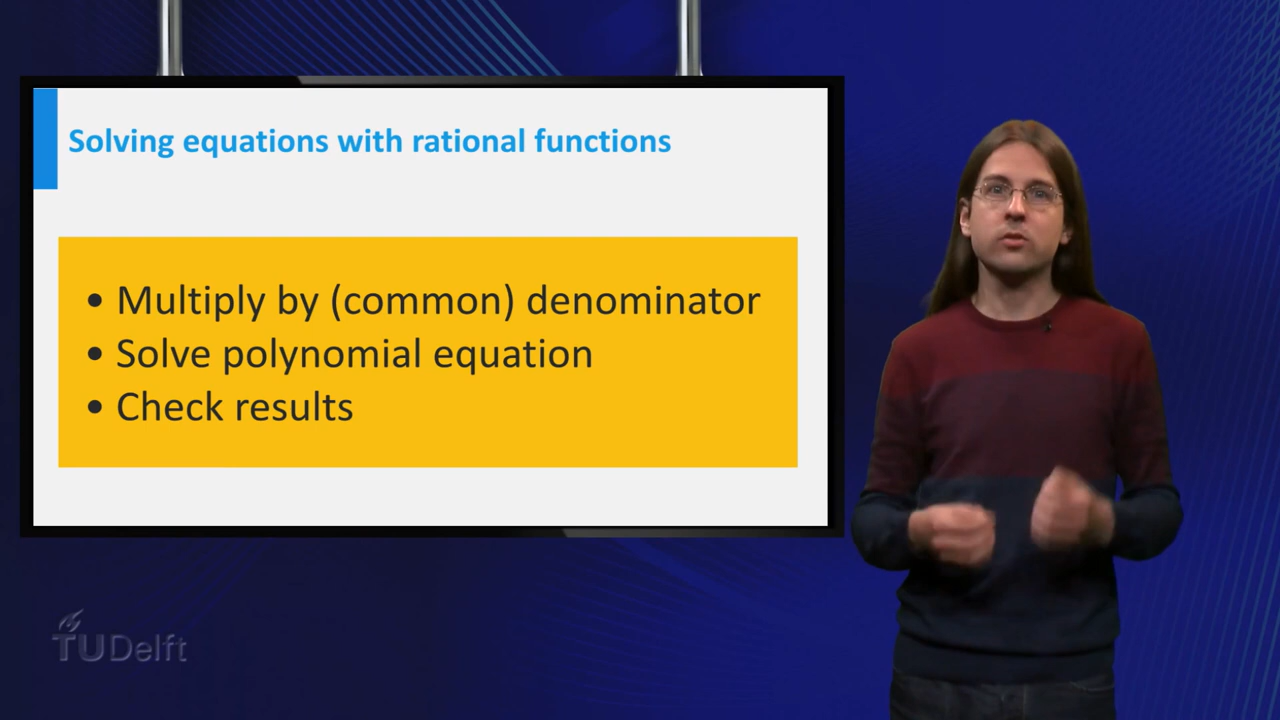 Solving equations with rational functions
• Multiply by (common) denominator
• Solve polynomial equation
• Check results
TUDelft